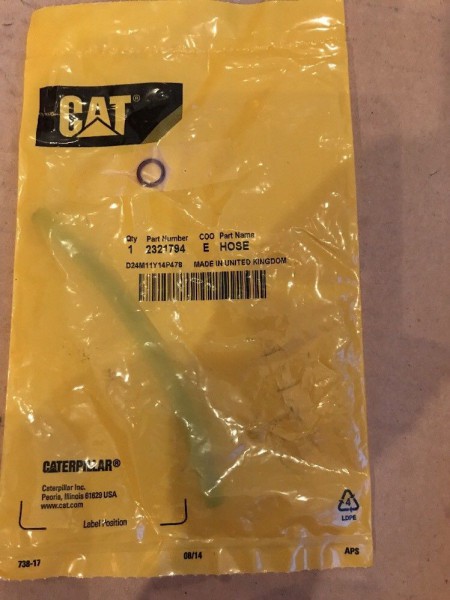 CAT®
Qty Part Number COO Part Name
1 2321794 E HOSE
D24M11Y14P478 MADE IN UNITED KINGDOM
CATERPILLAR®
Caterpillar Inc.
Peoria, Illinois 61629 USA
www.cat.com
Label Position
4
LDPE
738-17 08/14 APS